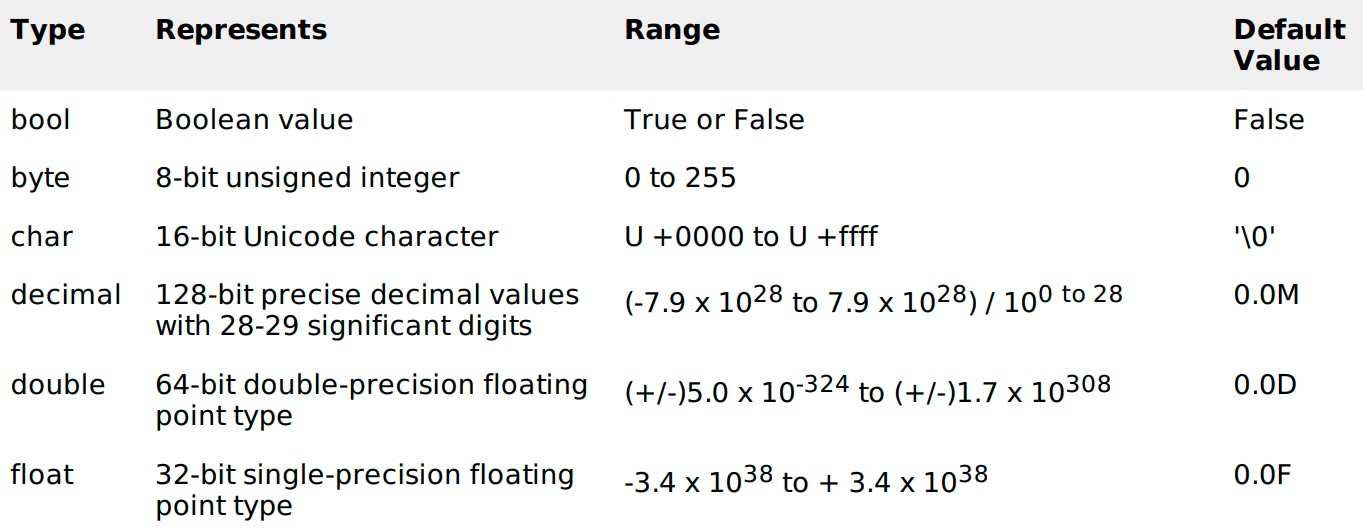 Type Represents Range Default Value
bool Boolean value True or False False
byte 8-bit unsigned integer 0 to 255 0
char 16-bit Unicode character U +0000 to U +ffff '\0'
decimal 128-bit precise decimal values with 28-29 significant digits (-7.9 x 10^28 to 7.9 x 10^28) / 10^0 to 28 0.0M
double 64-bit double-precision floating point type (+/-)5.0 x 10^-324 to (+/-)1.7 x 10^308 0.0D
float 32-bit single-precision floating point type -3.4 x 10^38 to + 3.4 x 10^38 0.0F